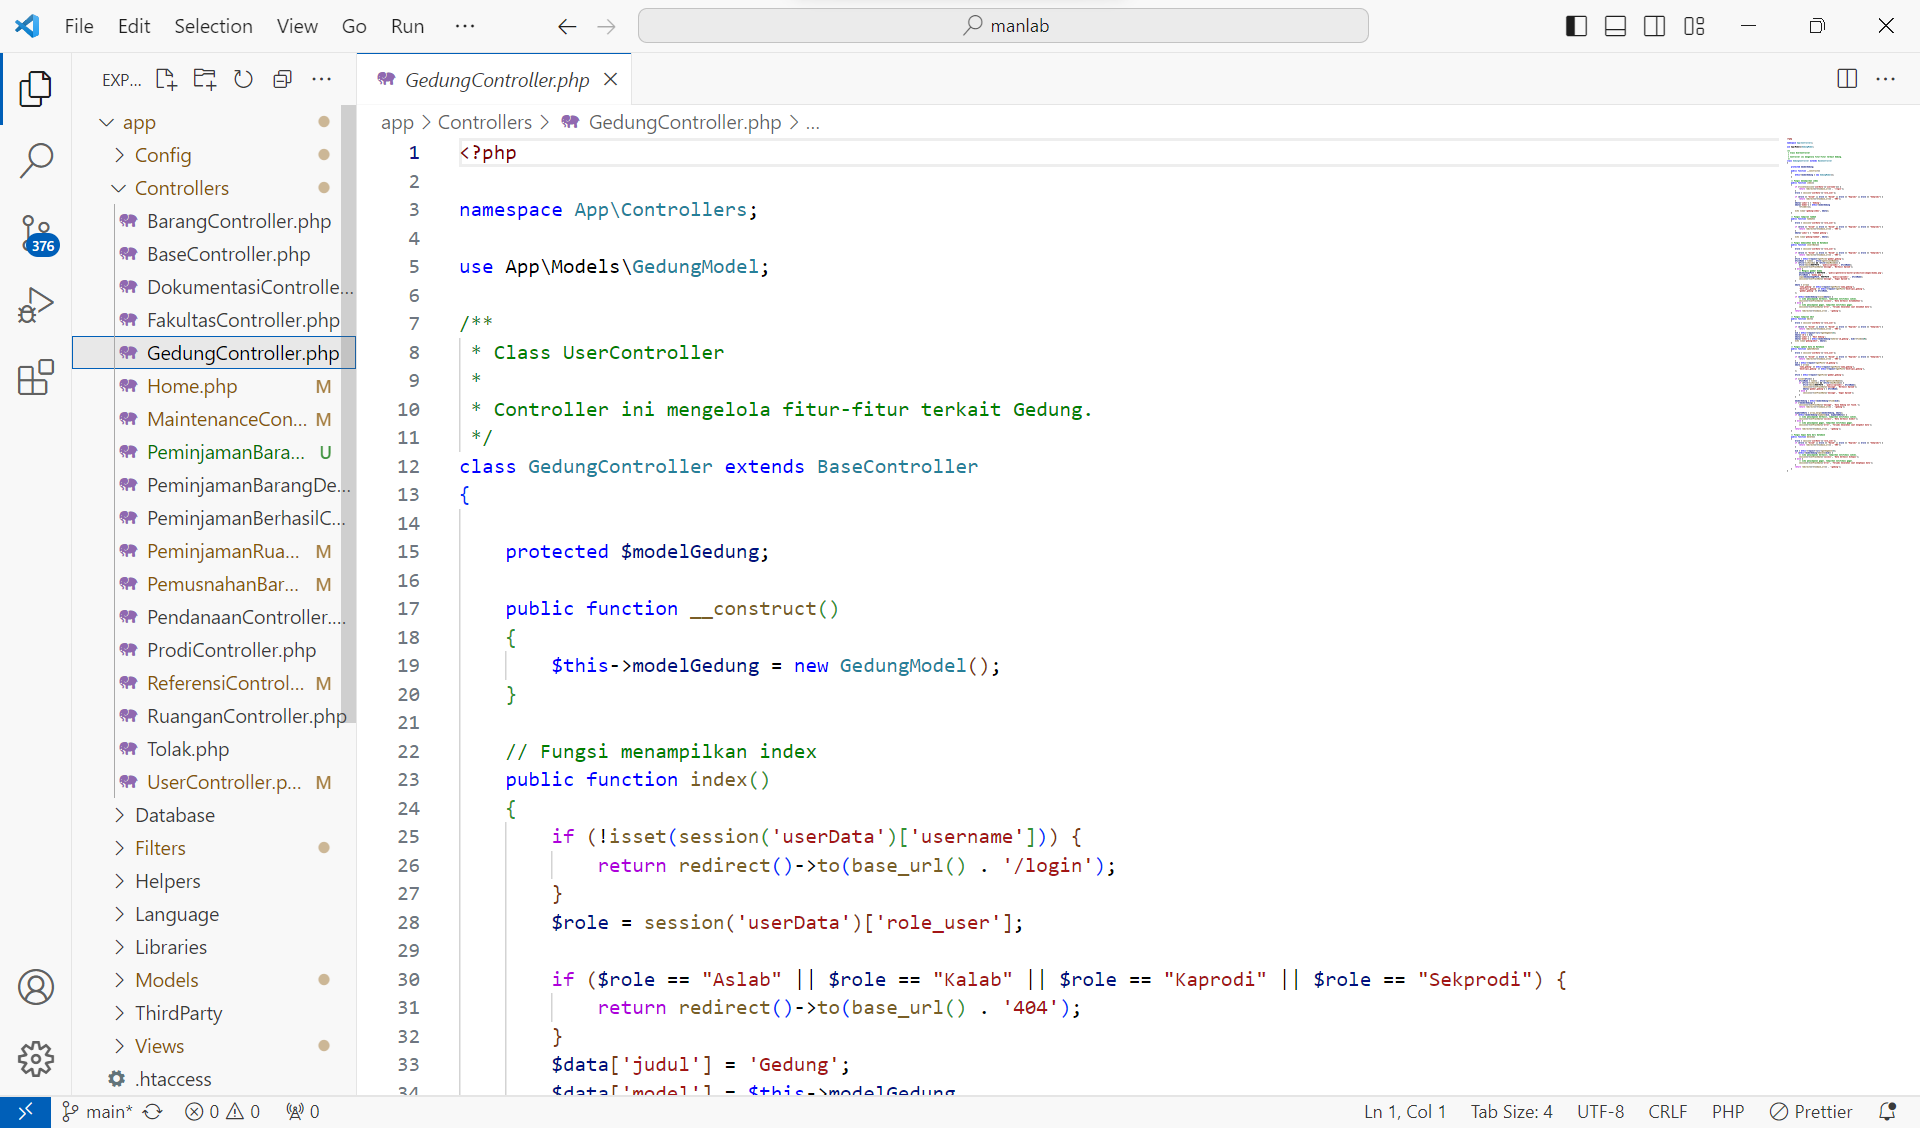 File Edit Selection View Go Run ···
manlab
EXP...
app
Config
Controllers
BarangController.php
BaseController.php
DokumentasiControlle...
FakultasController.php
GedungController.php
Home.php M
MaintenanceCon... M
PeminjamanBara... U
PeminjamanBarangDe...
PeminjamanBerhasilC...
PeminjamanRua... M
PemusnahanBar... M
PendanaanController....
ProdiController.php
ReferensiControl... M
RuanganController.php
Tolak.php
UserController.p... M
Database
Filters
Helpers
Language
Libraries
Models
ThirdParty
Views
.htaccess
376
GedungController.php
app > Controllers > GedungController.php > ...
1 <?php
2
3 namespace App\Controllers;
4
5 use App\Models\GedungModel;
6
7 /**
8 * Class UserController
9 *
10 * Controller ini mengelola fitur-fitur terkait Gedung.
11 */
12 class GedungController extends BaseController
13 {
14
15 protected $modelGedung;
16
17 public function __construct()
18 {
19 $this->modelGedung = new GedungModel();
20 }
21
22 // Fungsi menampilkan index
23 public function index()
24 {
25 if (!isset(session('userData')['username'])) {
26 return redirect()->to(base_url() . '/login');
27 }
28 $role = session('userData')['role_user'];
29
30 if ($role == "Aslab" || $role == "Kalab" || $role == "Kaprodi" || $role == "Sekprodi") {
31 return redirect()->to(base_url() . '404');
32 }
33 $data['judul'] = 'Gedung';
34 $data['model'] = $this->modelGedung
main* 0 0 0
Ln 1, Col 1 Tab Size: 4 UTF-8 CRLF PHP Prettier